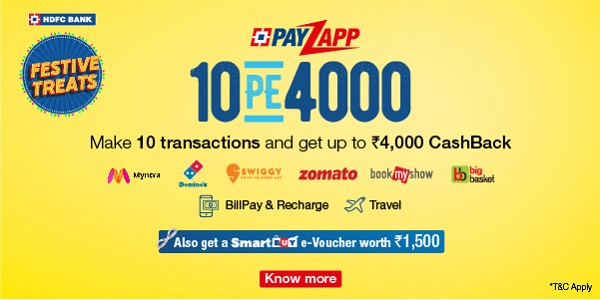 HDFC BANK
FESTIVE
TREATS
PAYZAPP
10 PE 4000
Make 10 transactions and get up to ₹4,000 CashBack
Myntra Domino's SWIGGY zomato bookmyshow bb big basket
BillPay & Recharge Travel
Also get a SmartBUY e-Voucher worth ₹1,500
Know more
*T&C Apply